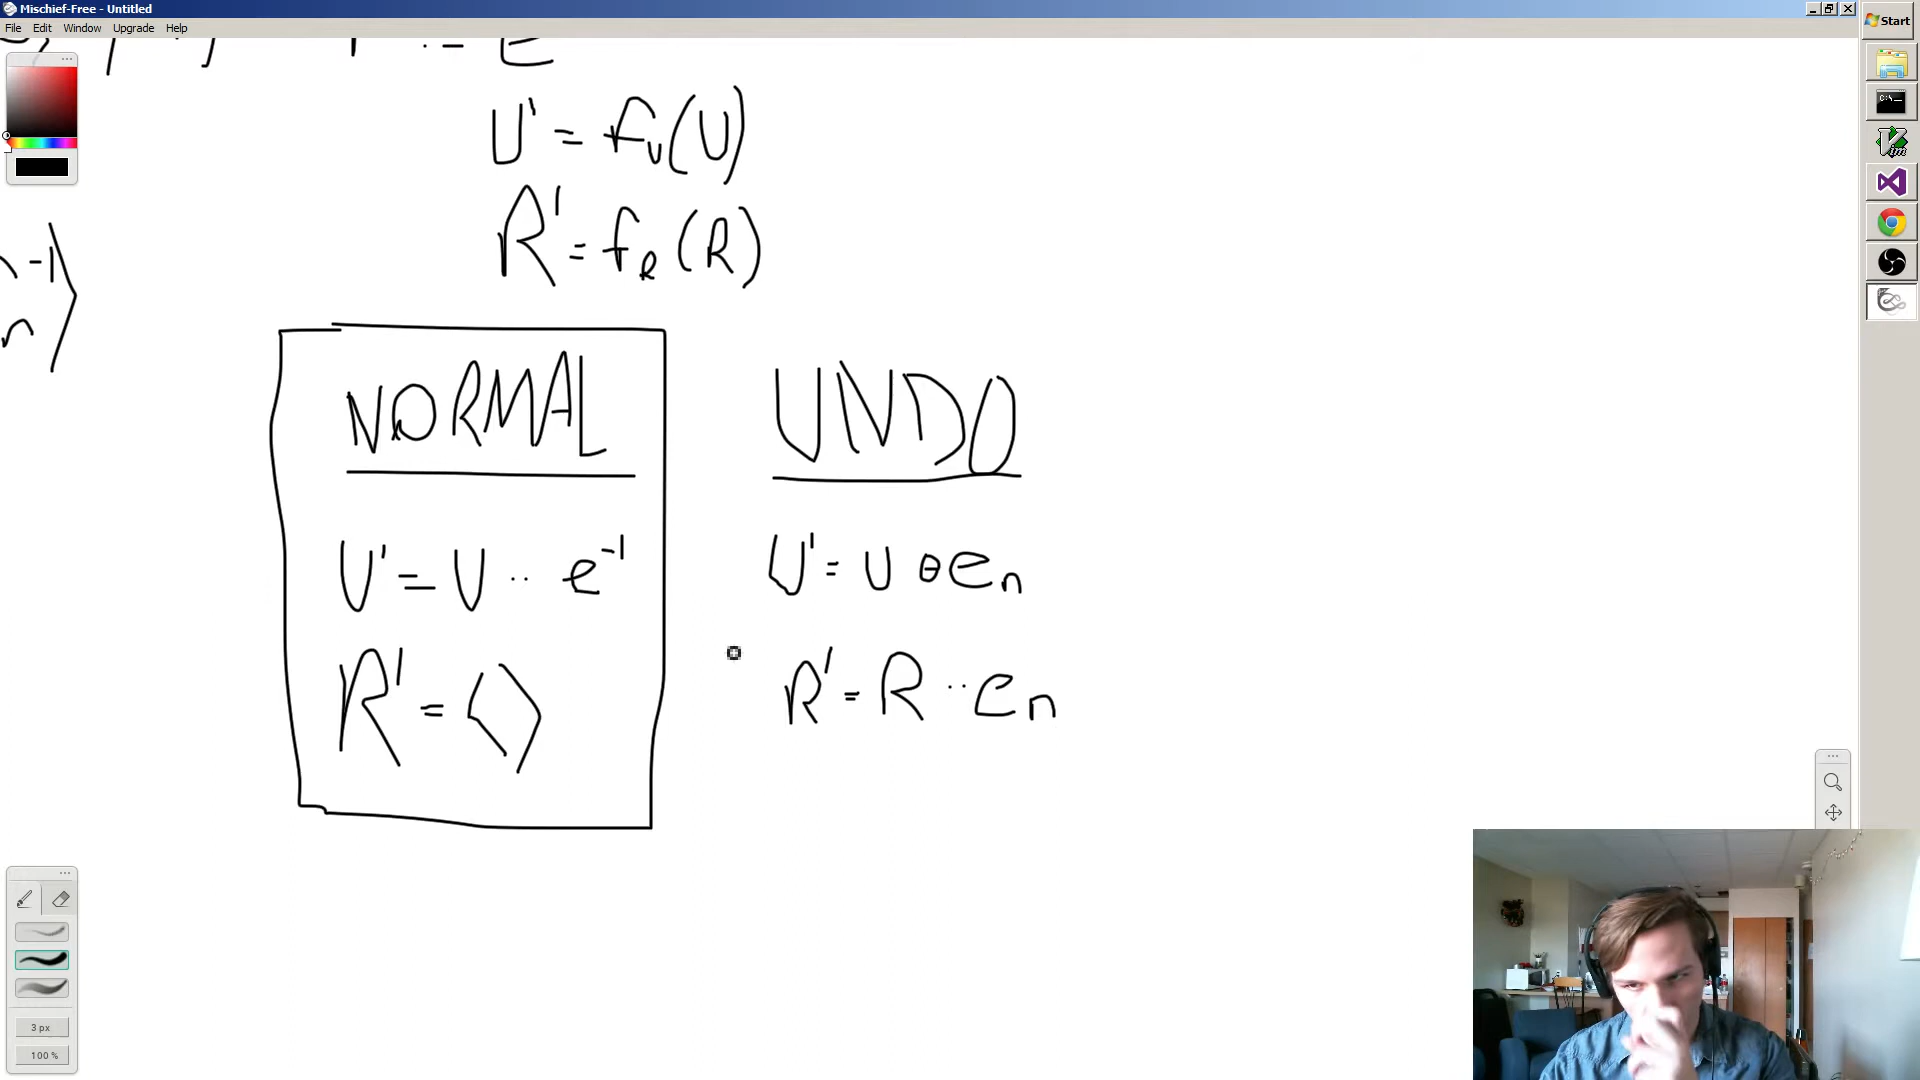 Mischief-Free - Untitled
File Edit Window Upgrade Help
Start
U' = f_U(U)
R' = f_R(R)
n -1
n
NORMAL
U' = U ·· e⁻¹
R' = ⟨⟩
UNDO
U' = U ⊖ e_n
R' = R ·· e_n
3 px
100 %